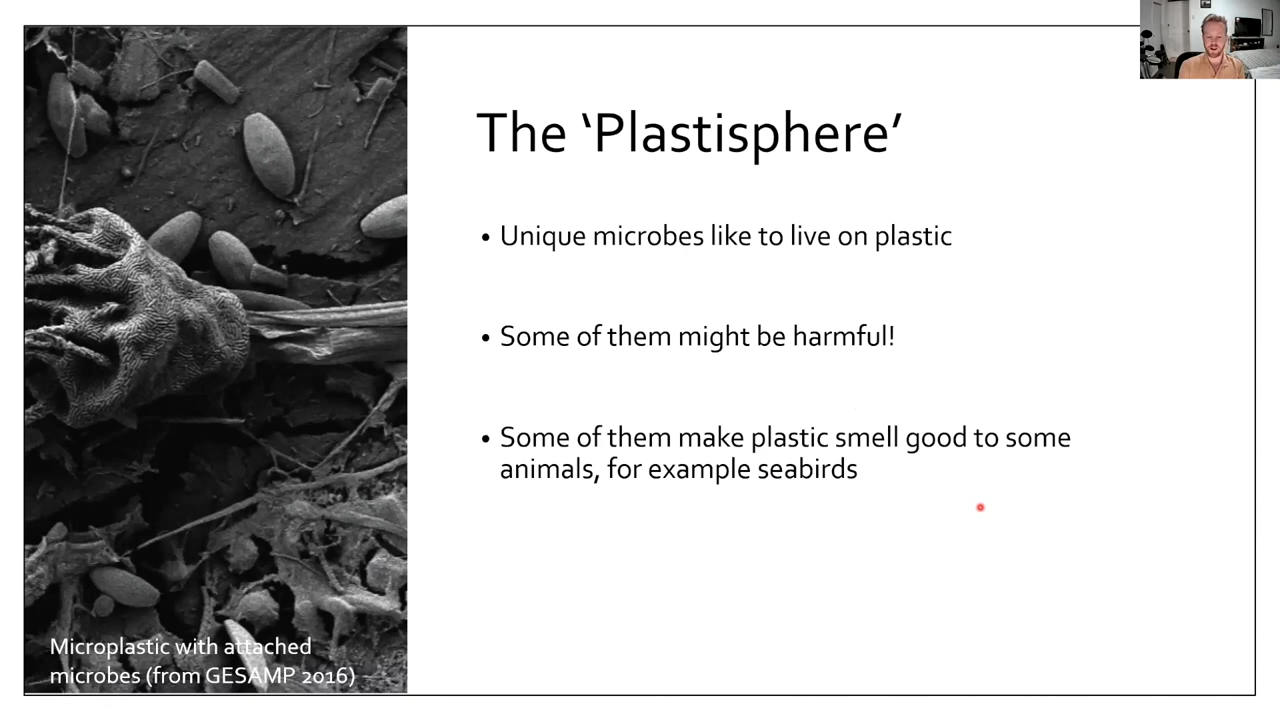 The ‘Plastisphere’
• Unique microbes like to live on plastic
• Some of them might be harmful!
• Some of them make plastic smell good to some
animals, for example seabirds
Microplastic with attached
microbes (from GESAMP 2016)